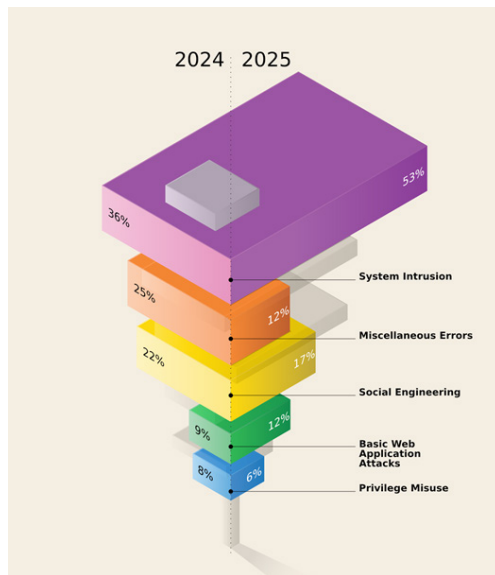 2024 2025
36% 53%
System Intrusion
25% 12%
Miscellaneous Errors
22% 17%
Social Engineering
9% 12%
Basic Web
Application
Attacks
8% 6%
Privilege Misuse